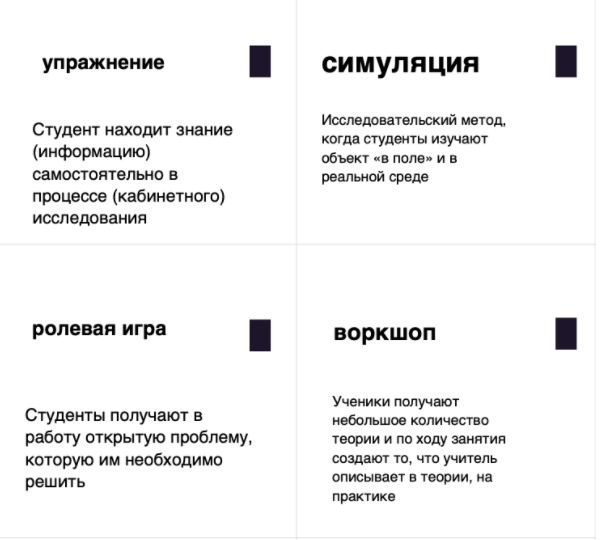 упражнение
Студент находит знание
(информацию)
самостоятельно в
процессе (кабинетного)
исследования
симуляция
Исследовательский метод,
когда студенты изучают
объект «в поле» и в
реальной среде
ролевая игра
Студенты получают в
работу открытую проблему,
которую им необходимо
решить
воркшоп
Ученики получают
небольшое количество
теории и по ходу занятия
создают то, что учитель
описывает в теории, на
практике